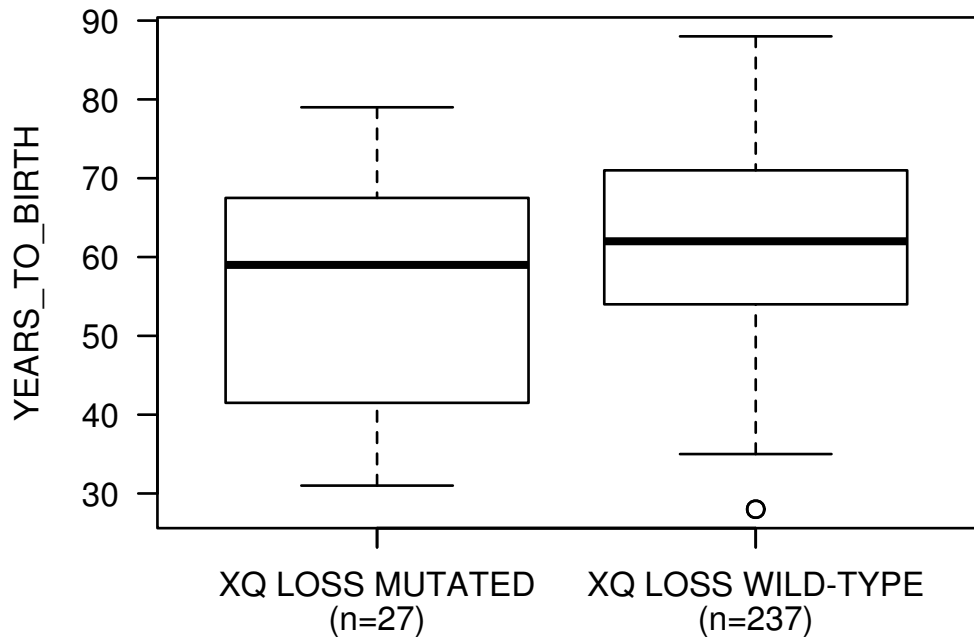 YEARS_TO_BIRTH
90
80
70
60
50
40
30
XQ LOSS MUTATED
(n=27)
XQ LOSS WILD-TYPE
(n=237)